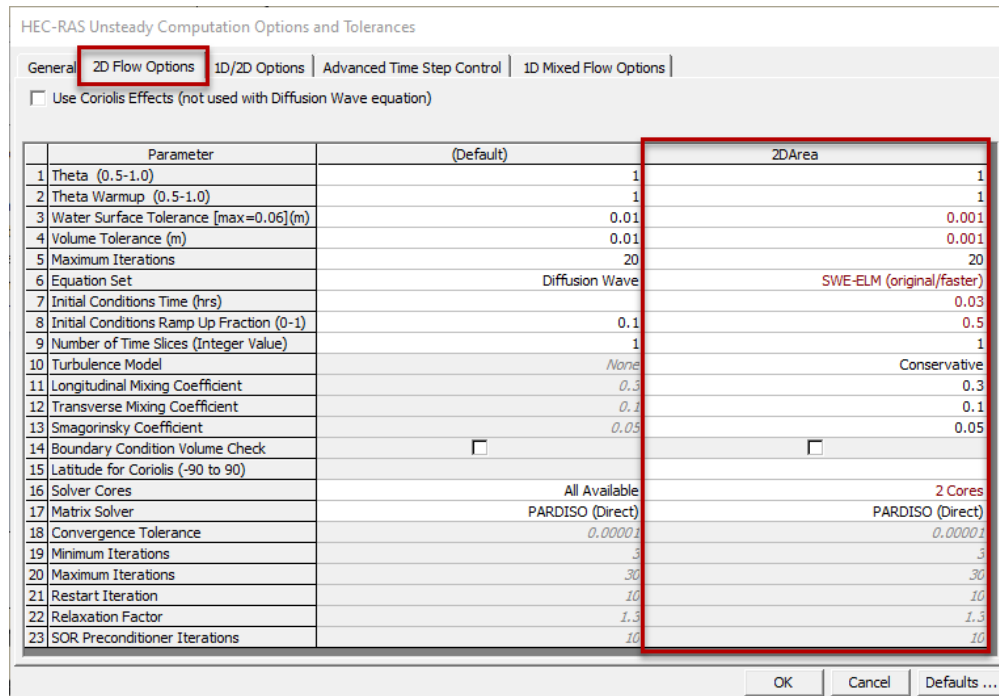 HEC-RAS Unsteady Computation Options and Tolerances
General 2D Flow Options 1D/2D Options Advanced Time Step Control 1D Mixed Flow Options
Use Coriolis Effects (not used with Diffusion Wave equation)
Parameter (Default) 2DArea
1 Theta (0.5-1.0) 1 1
2 Theta Warmup (0.5-1.0) 1 1
3 Water Surface Tolerance [max=0.06](m) 0.01 0.001
4 Volume Tolerance (m) 0.01 0.001
5 Maximum Iterations 20 20
6 Equation Set Diffusion Wave SWE-ELM (original/faster)
7 Initial Conditions Time (hrs) 0.03
8 Initial Conditions Ramp Up Fraction (0-1) 0.1 0.5
9 Number of Time Slices (Integer Value) 1 1
10 Turbulence Model None Conservative
11 Longitudinal Mixing Coefficient 0.3 0.3
12 Transverse Mixing Coefficient 0.1 0.1
13 Smagorinsky Coefficient 0.05 0.05
14 Boundary Condition Volume Check
15 Latitude for Coriolis (-90 to 90)
16 Solver Cores All Available 2 Cores
17 Matrix Solver PARDISO (Direct) PARDISO (Direct)
18 Convergence Tolerance 0.00001 0.00001
19 Minimum Iterations 3 3
20 Maximum Iterations 30 30
21 Restart Iteration 10 10
22 Relaxation Factor 1.3 1.3
23 SOR Preconditioner Iterations 10 10
OK Cancel Defaults ...